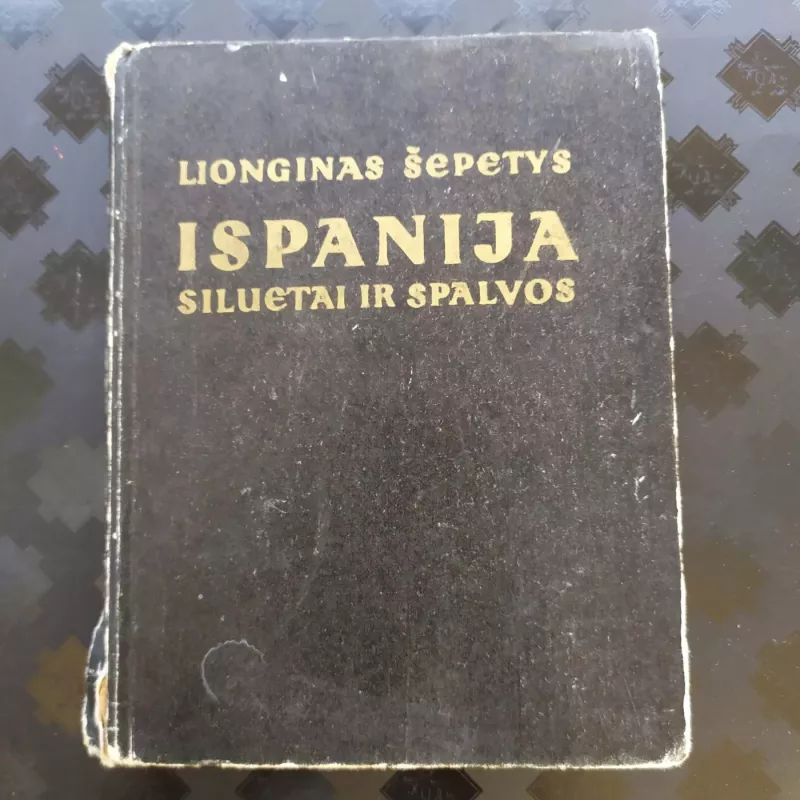 LIONGINAS ŠEPETYS
ISPANIJA
SILUETAI IR SPALVOS